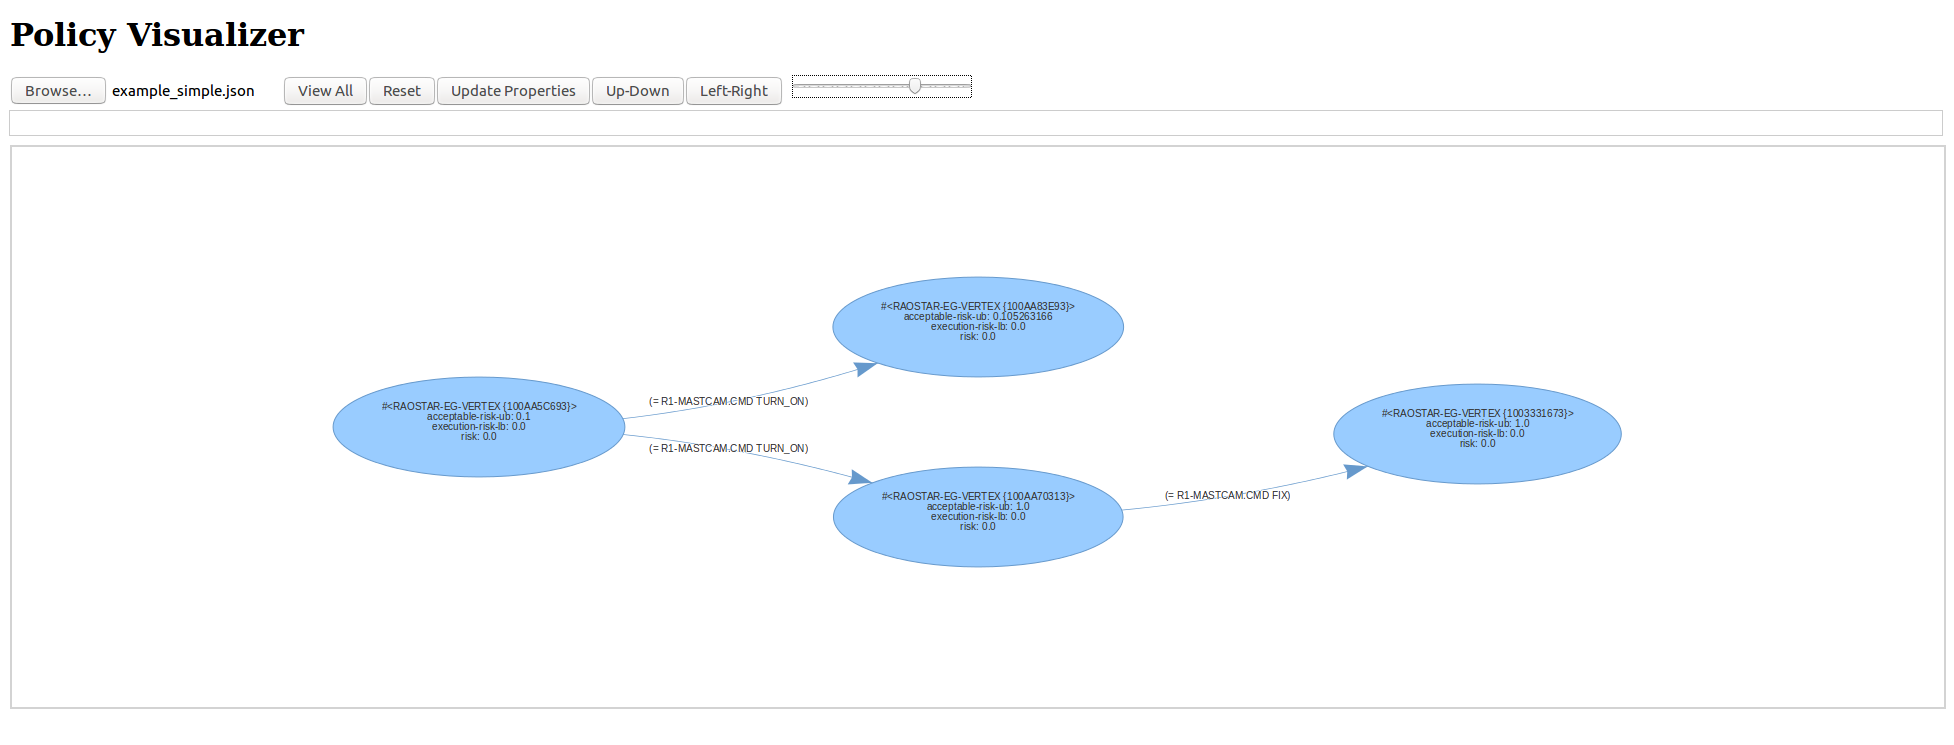 Policy Visualizer
Browse... example_simple.json View All Reset Update Properties Up-Down Left-Right
#<RAOSTAR-EG-VERTEX {100AA83E93}>
acceptable-risk-ub: 0.105263166
execution-risk-lb: 0.0
risk: 0.0
(= R1-MASTCAM.CMD TURN_ON)
#<RAOSTAR-EG-VERTEX {100AA5C693}>
acceptable-risk-ub: 0.1
execution-risk-lb: 0.0
risk: 0.0
(= R1-MASTCAM.CMD TURN_ON)
#<RAOSTAR-EG-VERTEX {1003331673}>
acceptable-risk-ub: 1.0
execution-risk-lb: 0.0
risk: 0.0
#<RAOSTAR-EG-VERTEX {100AA70313}>
acceptable-risk-ub: 1.0
execution-risk-lb: 0.0
risk: 0.0
(= R1-MASTCAM.CMD FIX)